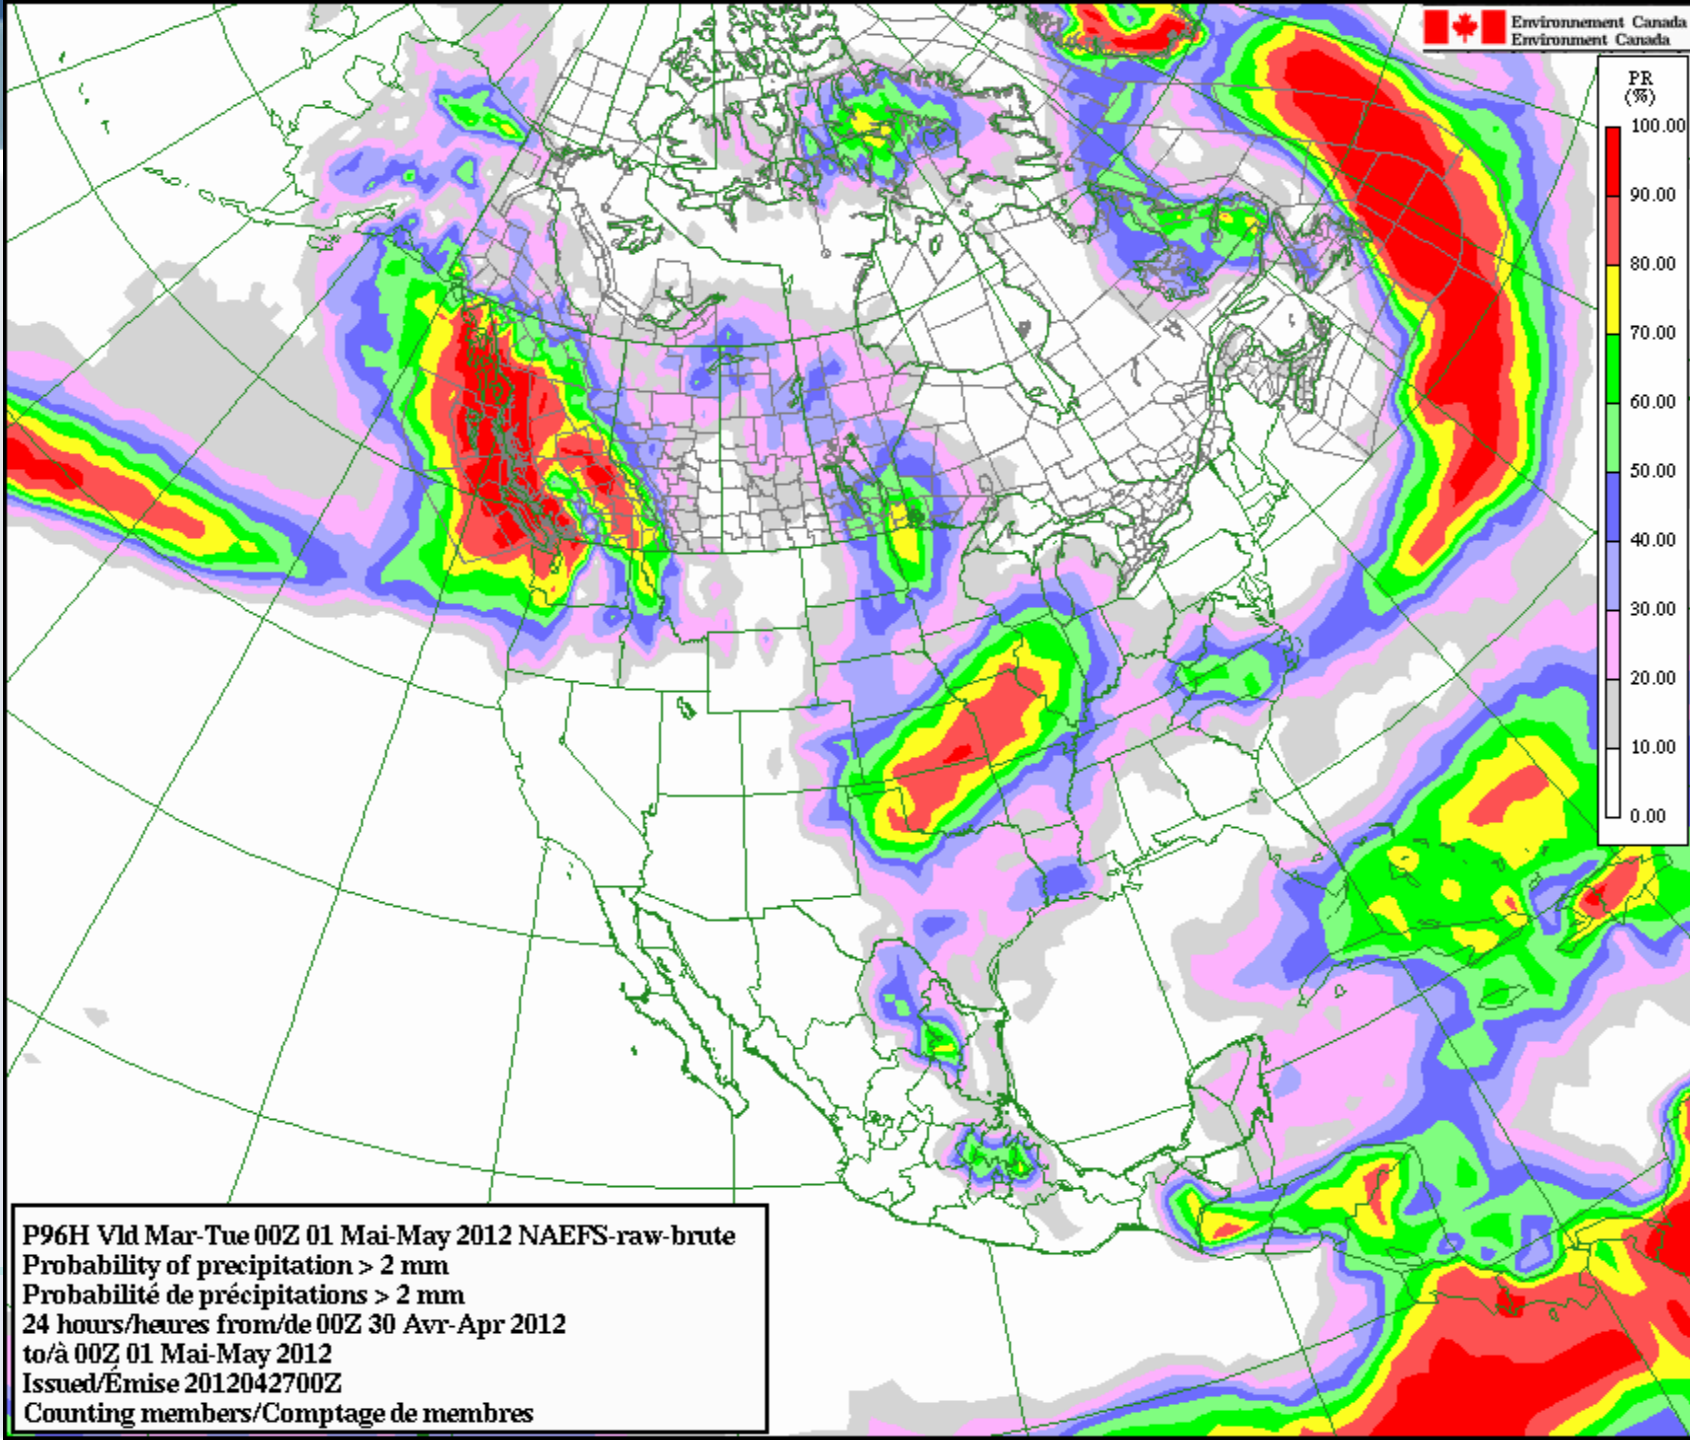 Environnement Canada
Environment Canada
PR
(%)
100.00
90.00
80.00
70.00
60.00
50.00
40.00
30.00
20.00
10.00
0.00
P96H Vld Mar-Tue 00Z 01 Mai-May 2012 NAEFS-raw-brute
Probability of precipitation > 2 mm
Probabilité de précipitations > 2 mm
24 hours/heures from/de 00Z 30 Avr-Apr 2012
to/à 00Z 01 Mai-May 2012
Issued/Émise 2012042700Z
Counting members/Comptage de membres